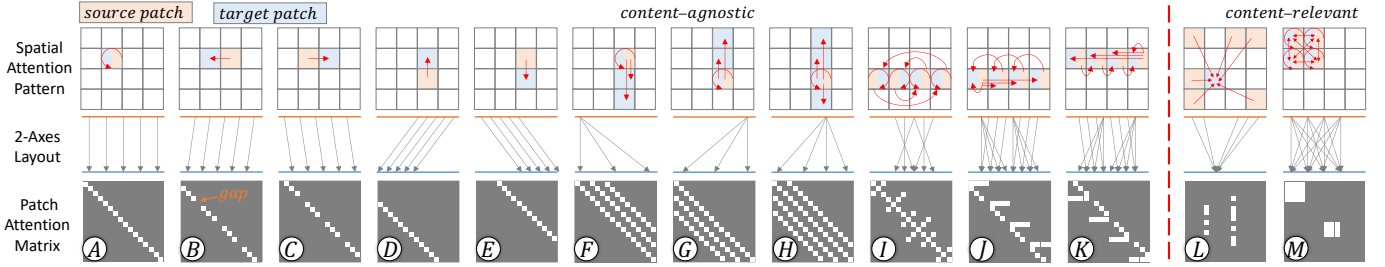 source patch target patch content–agnostic content–relevant
Spatial
Attention
Pattern
2-Axes
Layout
gap
Patch
Attention
Matrix
A B C D E F G H I J K L M